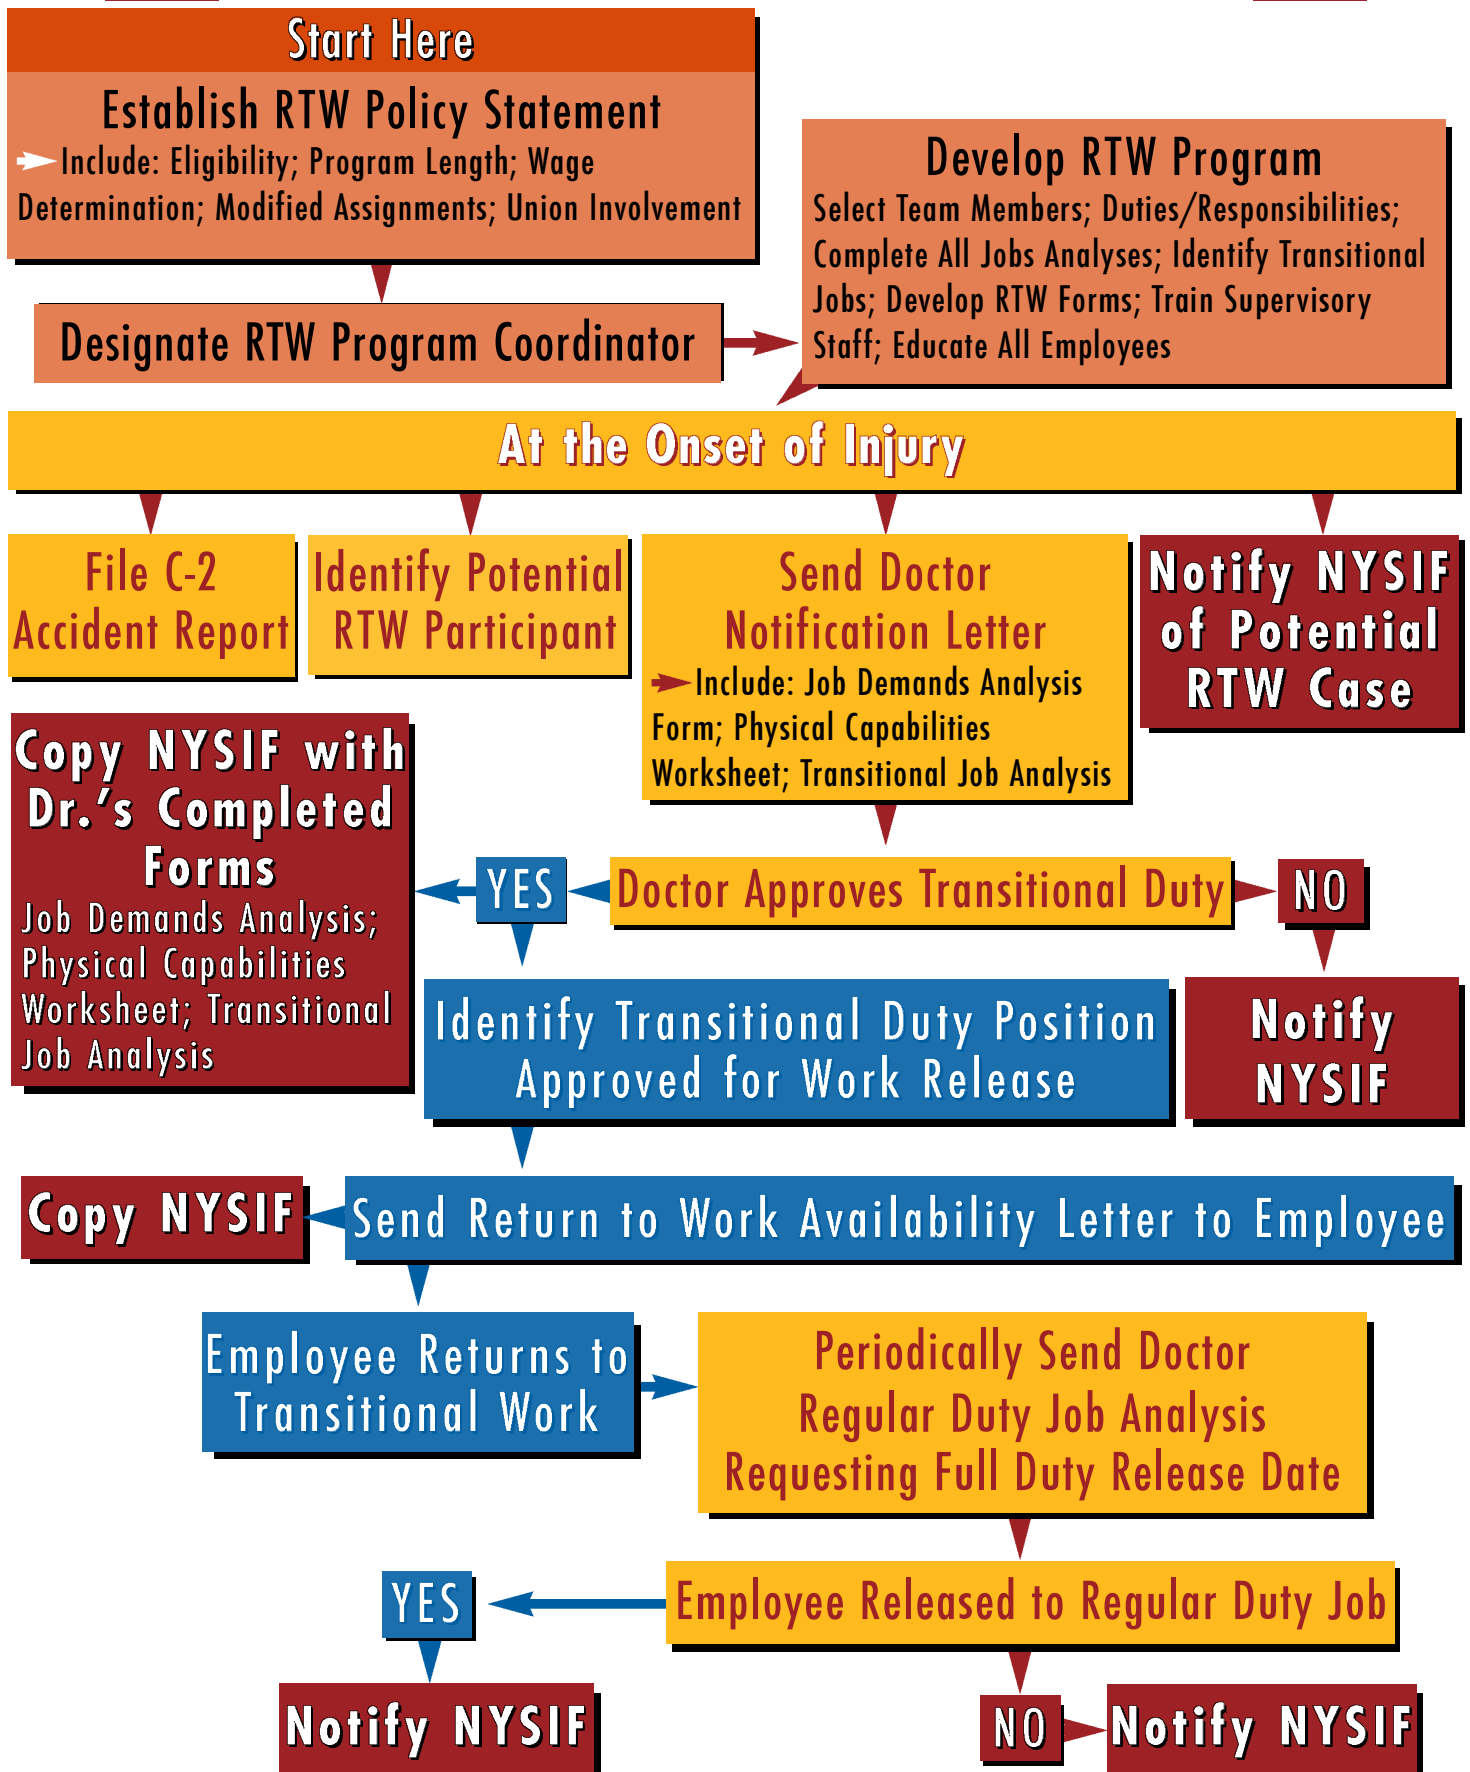 Start Here
Establish RTW Policy Statement
Include: Eligibility; Program Length; Wage
Determination; Modified Assignments; Union Involvement
Designate RTW Program Coordinator
Develop RTW Program
Select Team Members; Duties/Responsibilities;
Complete All Jobs Analyses; Identify Transitional
Jobs; Develop RTW Forms; Train Supervisory
Staff; Educate All Employees
At the Onset of Injury
File C-2
Accident Report
Identify Potential
RTW Participant
Send Doctor
Notification Letter
Include: Job Demands Analysis
Form; Physical Capabilities
Worksheet; Transitional Job Analysis
Notify NYSIF
of Potential
RTW Case
Copy NYSIF with
Dr.'s Completed
Forms
Job Demands Analysis;
Physical Capabilities
Worksheet; Transitional
Job Analysis
YES
Doctor Approves Transitional Duty
NO
Identify Transitional Duty Position
Approved for Work Release
Notify
NYSIF
Copy NYSIF
Send Return to Work Availability Letter to Employee
Employee Returns to
Transitional Work
Periodically Send Doctor
Regular Duty Job Analysis
Requesting Full Duty Release Date
YES
Employee Released to Regular Duty Job
Notify NYSIF
NO
Notify NYSIF